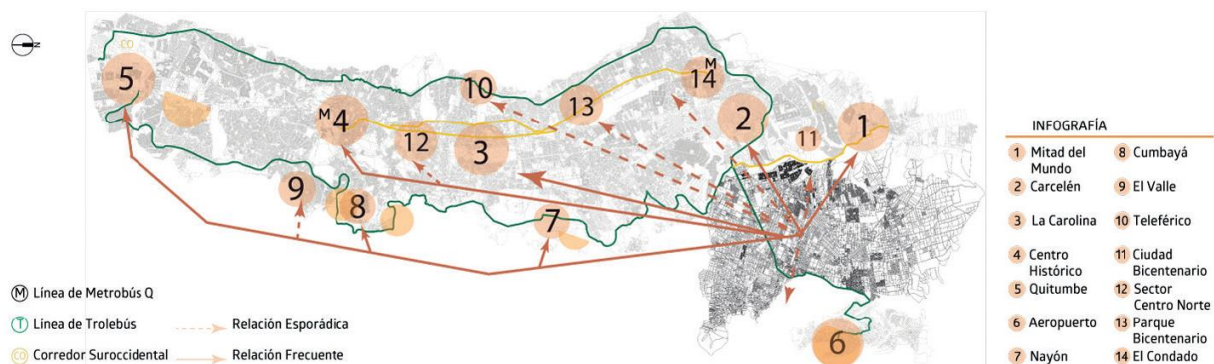 N
CO
5
M
4
12
3
10
13
M
14
2
11
1
9
8
7
6
M Línea de Metrobús Q
T Línea de Trolebús
CO Corredor Suroccidental
Relación Esporádica
Relación Frecuente
INFOGRAFÍA
1 Mitad del
Mundo
2 Carcelén
3 La Carolina
4 Centro
Histórico
5 Quitumbe
6 Aeropuerto
7 Nayón
8 Cumbayá
9 El Valle
10 Teleférico
11 Ciudad
Bicentenario
12 Sector
Centro Norte
13 Parque
Bicentenario
14 El Condado